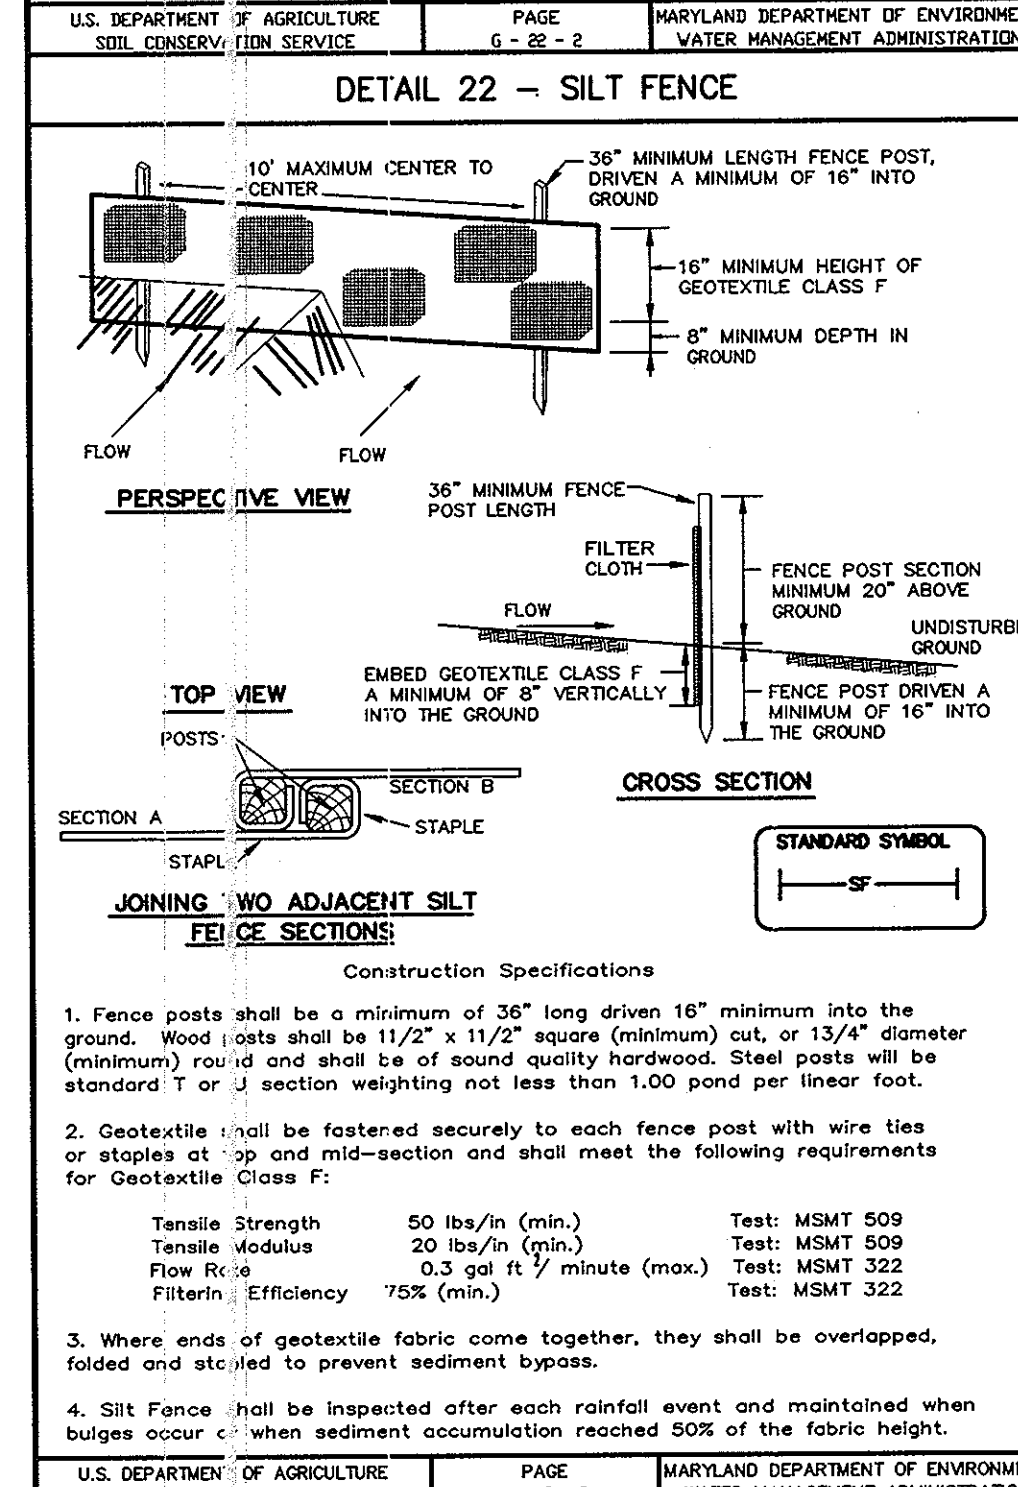 U.S. DEPARTMENT OF AGRICULTURE
SOIL CONSERVATION SERVICE
PAGE
G - 22 - 2
MARYLAND DEPARTMENT OF ENVIRONME
WATER MANAGEMENT ADMINISTRATION
DETAIL 22 - SILT FENCE
10' MAXIMUM CENTER TO
CENTER
36" MINIMUM LENGTH FENCE POST,
DRIVEN A MINIMUM OF 16" INTO
GROUND
16" MINIMUM HEIGHT OF
GEOTEXTILE CLASS F
8" MINIMUM DEPTH IN
GROUND
FLOW
FLOW
PERSPECTIVE VIEW
36" MINIMUM FENCE
POST LENGTH
FILTER
CLOTH
FENCE POST SECTION
MINIMUM 20" ABOVE
GROUND
FLOW
UNDISTURBE
GROUND
EMBED GEOTEXTILE CLASS F
A MINIMUM OF 8" VERTICALLY
INTO THE GROUND
FENCE POST DRIVEN A
MINIMUM OF 16" INTO
THE GROUND
TOP VIEW
POSTS
SECTION B
SECTION A
STAPLE
STAPL
CROSS SECTION
STANDARD SYMBOL
SF
JOINING TWO ADJACENT SILT
FENCE SECTIONS
Construction Specifications
1. Fence posts shall be a minimum of 36" long driven 16" minimum into the
ground. Wood posts shall be 11/2" x 11/2" square (minimum) cut, or 13/4" diameter
(minimum) round and shall be of sound quality hardwood. Steel posts will be
standard T or U section weighting not less than 1.00 pond per linear foot.
2. Geotextile shall be fastened securely to each fence post with wire ties
or staples at top and mid-section and shall meet the following requirements
for Geotextile Class F:
Tensile Strength 50 lbs/in (min.) Test: MSMT 509
Tensile Modulus 20 lbs/in (min.) Test: MSMT 509
Flow Rate 0.3 gal ft²/ minute (max.) Test: MSMT 322
Filtering Efficiency 75% (min.) Test: MSMT 322
3. Where ends of geotextile fabric come together, they shall be overlapped,
folded and stapled to prevent sediment bypass.
4. Silt Fence shall be inspected after each rainfall event and maintained when
bulges occur or when sediment accumulation reached 50% of the fabric height.
U.S. DEPARTMENT OF AGRICULTURE
PAGE
MARYLAND DEPARTMENT OF ENVIRONME